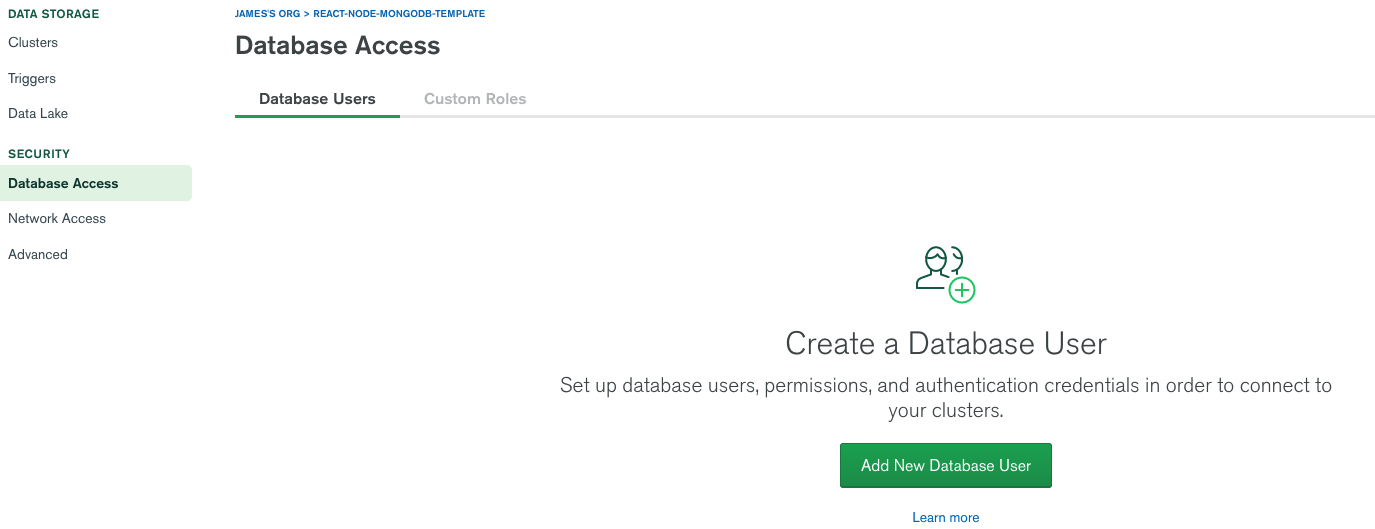 DATA STORAGE
Clusters
Triggers
Data Lake
SECURITY
Database Access
Network Access
Advanced
JAMES'S ORG > REACT-NODE-MONGODB-TEMPLATE
Database Access
Database Users
Custom Roles
Create a Database User
Set up database users, permissions, and authentication credentials in order to connect to
your clusters.
Add New Database User
Learn more